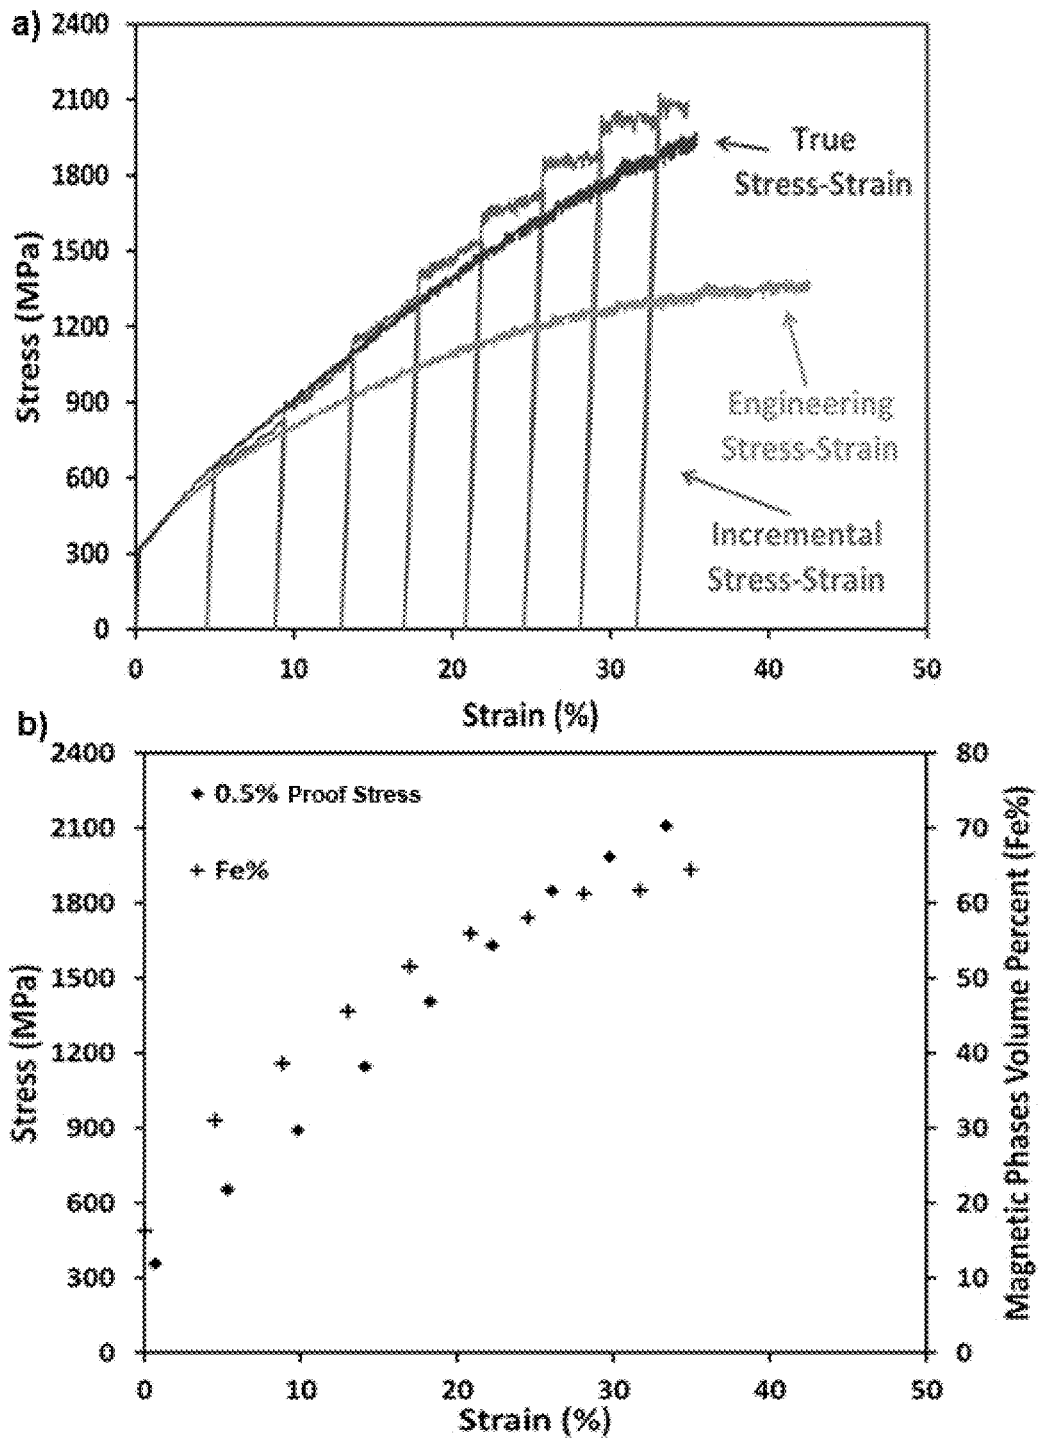 a)
2400
2100
1800
1500
1200
900
600
300
0
Stress (MPa)
True
Stress-Strain
Engineering
Stress-Strain
Incremental
Stress-Strain
0 10 20 30 40 50
Strain (%)
b)
2400
2100
1800
1500
1200
900
600
300
0
Stress (MPa)
0.5% Proof Stress
Fe%
80
70
60
50
40
30
20
10
0
Magnetic Phases Volume Percent (Fe%)
0 10 20 30 40 50
Strain (%)